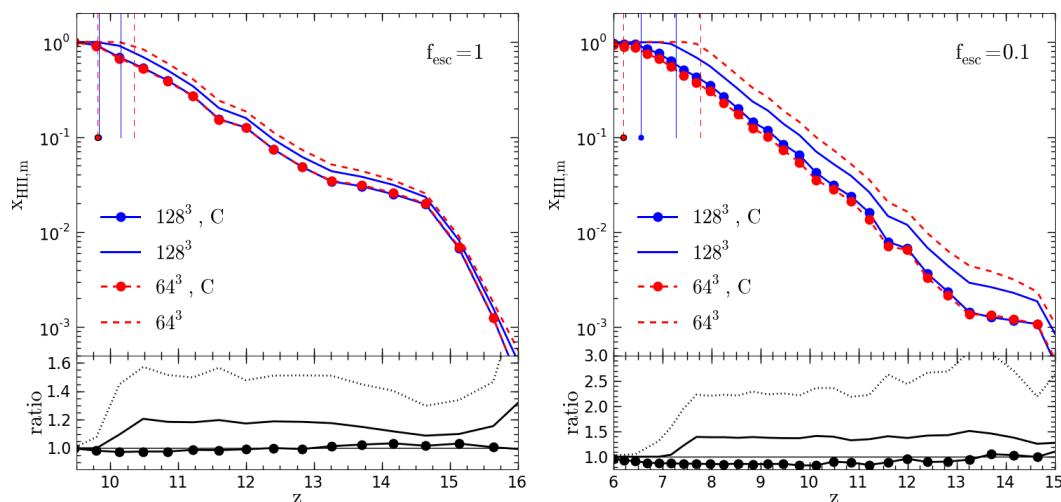 f_esc=1
x_HII,m
10^0
10^-1
10^-2
10^-3
128^3 , C
128^3
64^3 , C
64^3
ratio
1.6
1.4
1.2
1.0
10 11 12 13 14 15 16
z
f_esc=0.1
x_HII,m
10^0
10^-1
10^-2
10^-3
128^3 , C
128^3
64^3 , C
64^3
ratio
3.0
2.5
2.0
1.5
1.0
6 7 8 9 10 11 12 13 14 15
z